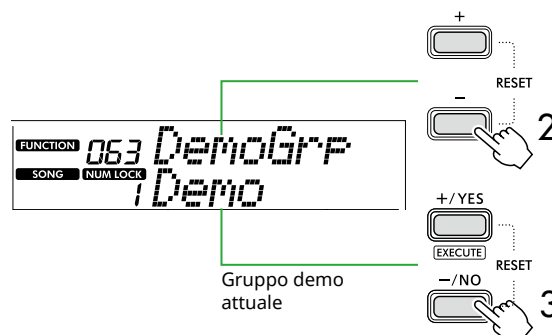 +
RESET
−
2
FUNCTION 063 DemoGrp
SONG NUM LOCK 1 Demo
+/YES
EXECUTE
RESET
−/NO
3
Gruppo demo
attuale